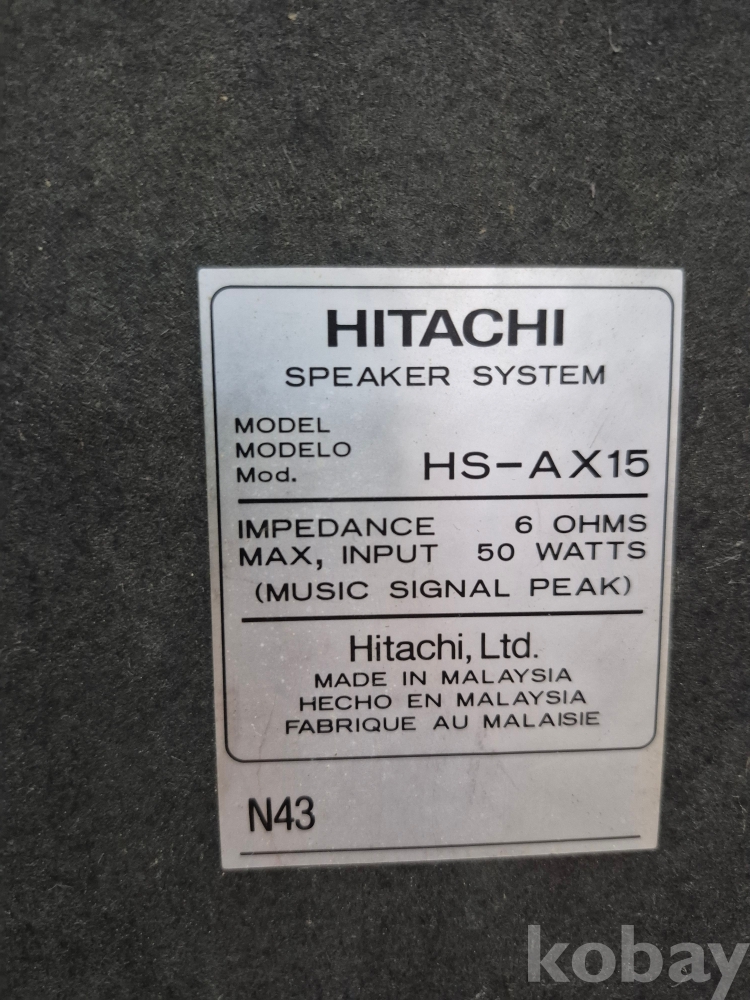 HITACHI
SPEAKER SYSTEM
MODEL
MODELO
Mod. HS-AX15
IMPEDANCE 6 OHMS
MAX, INPUT 50 WATTS
(MUSIC SIGNAL PEAK)
Hitachi, Ltd.
MADE IN MALAYSIA
HECHO EN MALAYSIA
FABRIQUE AU MALAISIE
N43
kobay